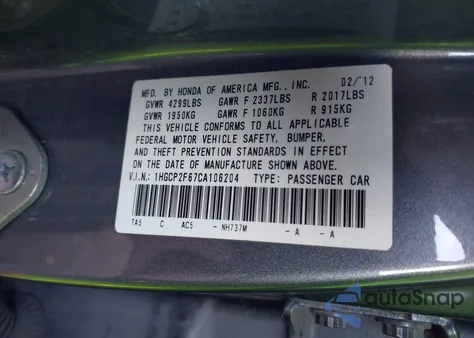 MFD. BY HONDA OF AMERICA MFG., INC. 02/'12
GVWR 4299LBS GAWR F 2337LBS R 2017LBS
GVWR 1950KG GAWR F 1060KG R 915KG
THIS VEHICLE CONFORMS TO ALL APPLICABLE
FEDERAL MOTOR VEHICLE SAFETY, BUMPER,
AND THEFT PREVENTION STANDARDS IN EFFECT
ON THE DATE OF MANUFACTURE SHOWN ABOVE.
V.I.N.: 1HGCP2F67CA106204 TYPE: PASSENGER CAR
TA5 C AC5 - NH737M - A - A
autoSnap